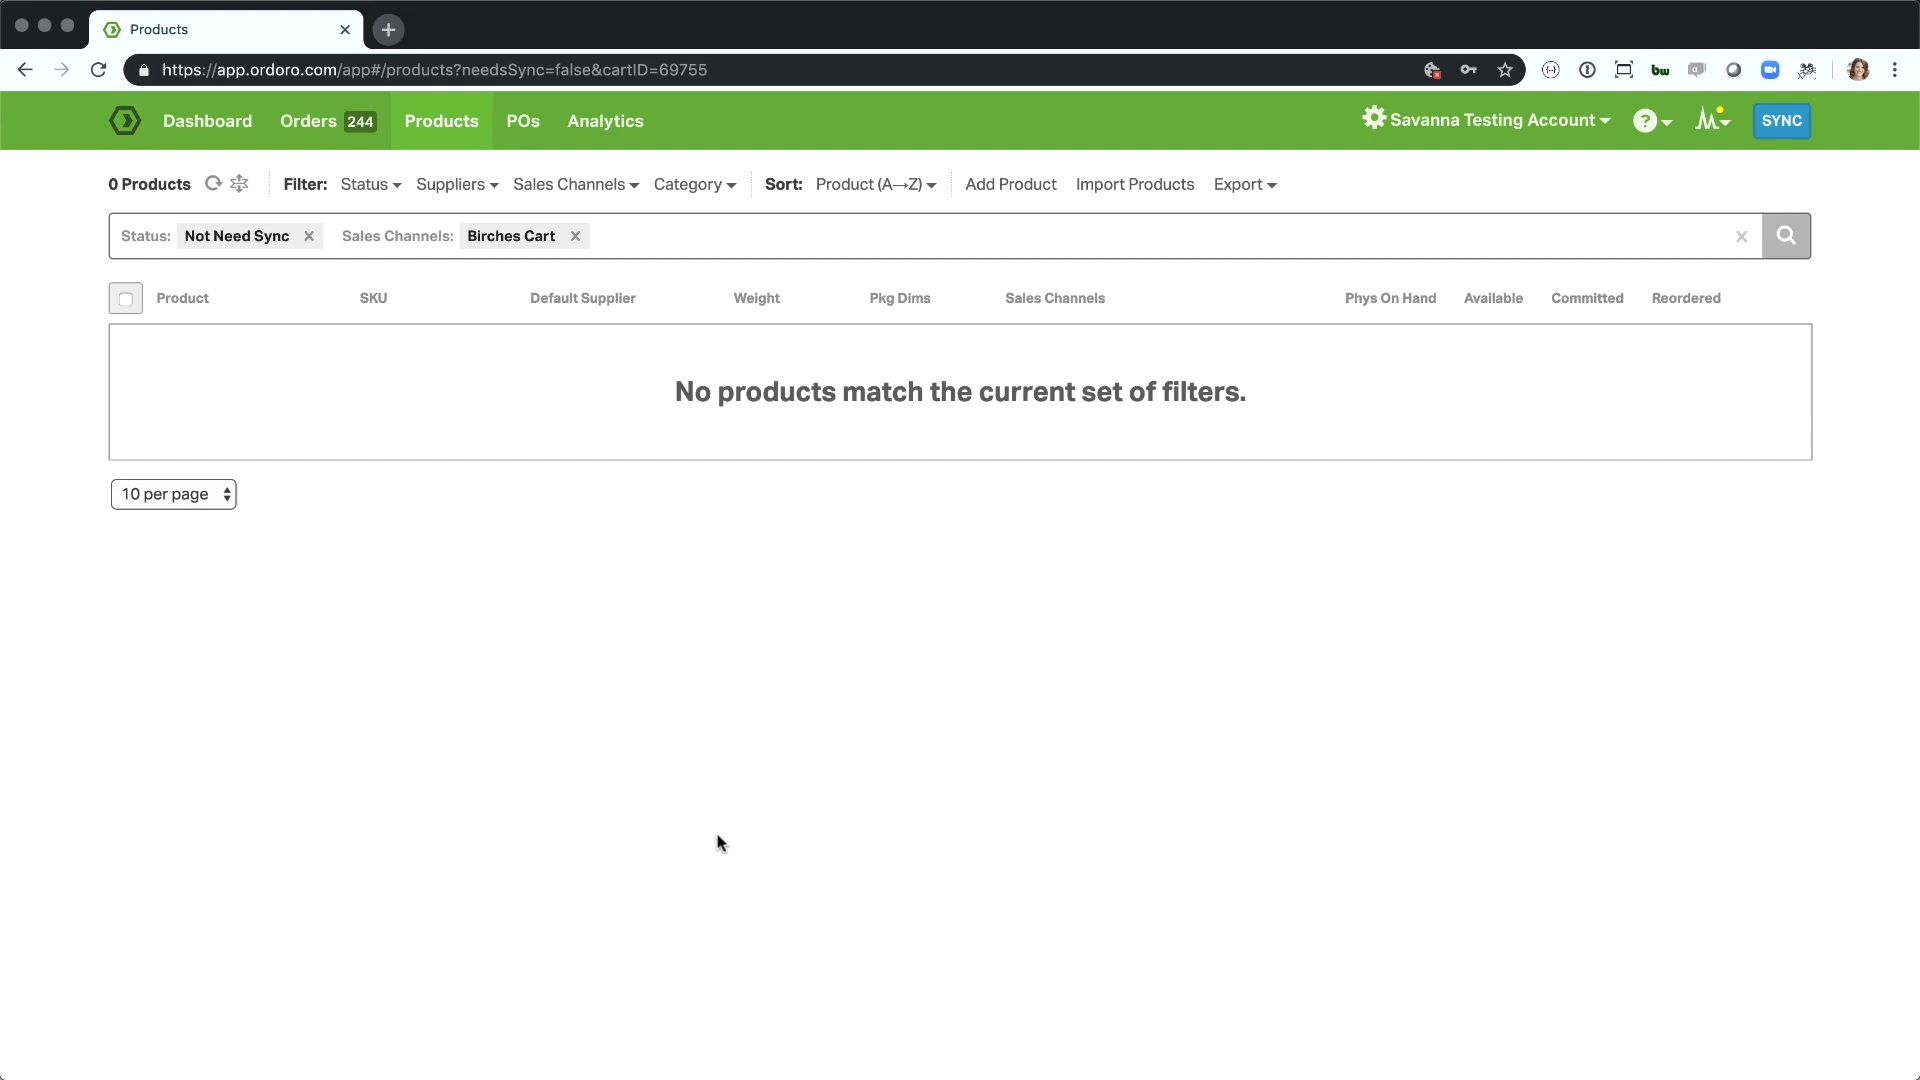 Products
https://app.ordoro.com/app#/products?needsSync=false&cartID=69755
bw
Dashboard Orders 244 Products POs Analytics Savanna Testing Account ? SYNC
0 Products Filter: Status Suppliers Sales Channels Category Sort: Product (A→Z) Add Product Import Products Export
Status: Not Need Sync × Sales Channels: Birches Cart ×
Product SKU Default Supplier Weight Pkg Dims Sales Channels Phys On Hand Available Committed Reordered
No products match the current set of filters.
10 per page